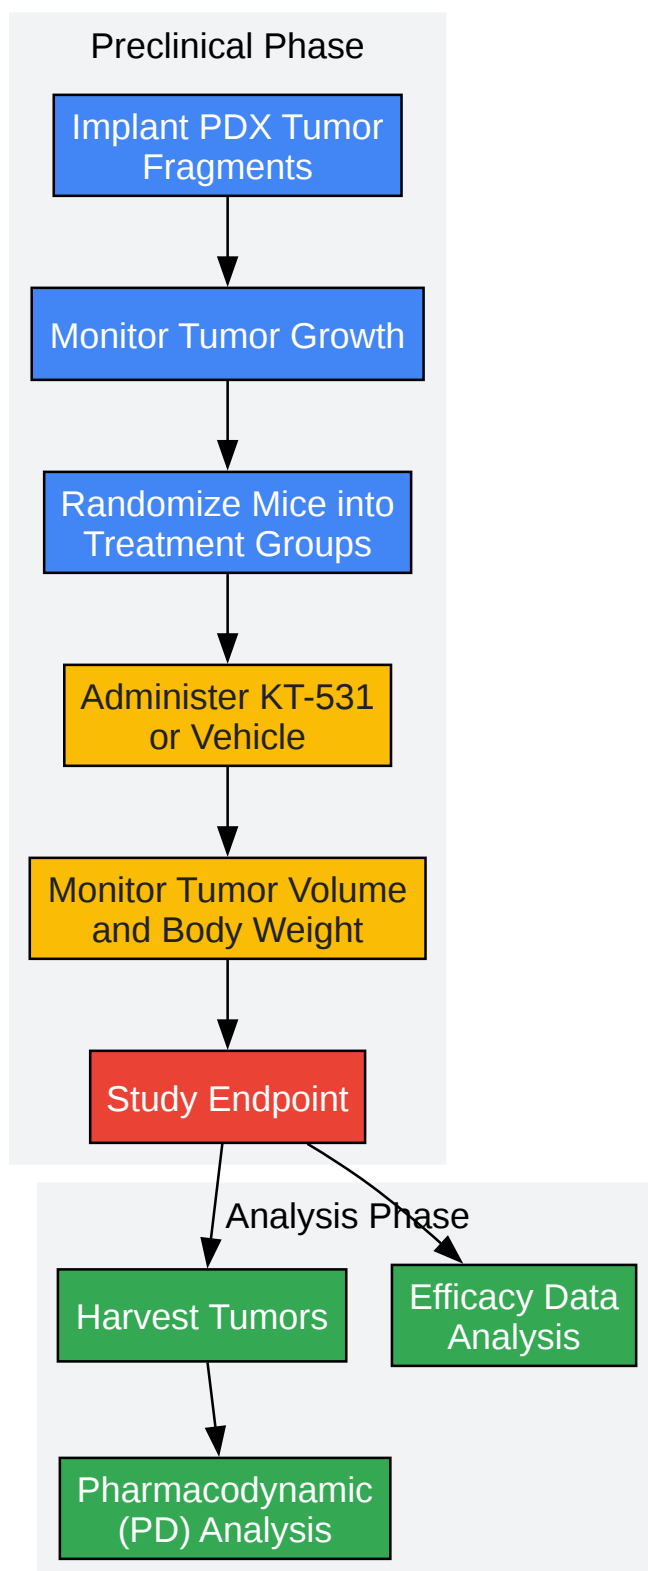 Preclinical Phase
Implant PDX Tumor
Fragments
Monitor Tumor Growth
Randomize Mice into
Treatment Groups
Administer KT-531
or Vehicle
Monitor Tumor Volume
and Body Weight
Study Endpoint
Analysis Phase
Harvest Tumors
Efficacy Data
Analysis
Pharmacodynamic
(PD) Analysis